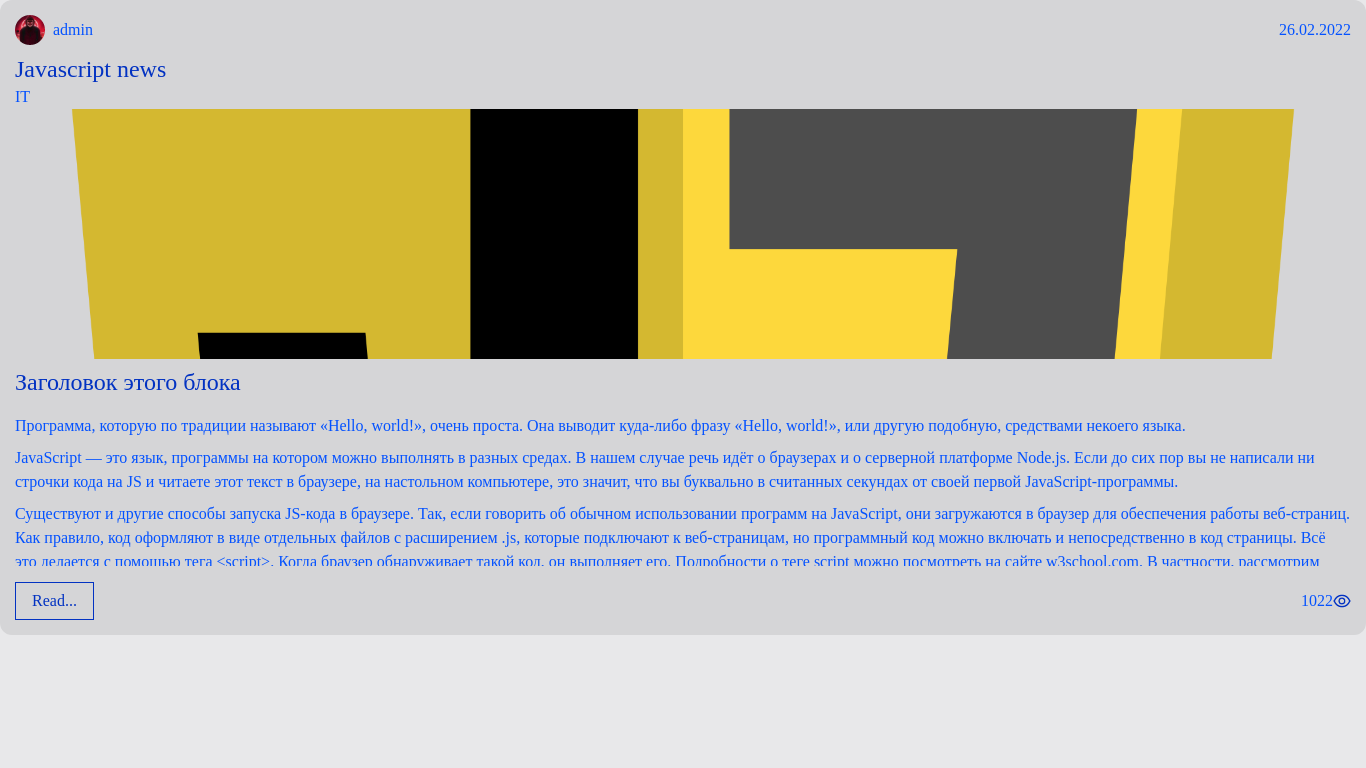 admin
26.02.2022
Javascript news
IT
Заголовок этого блока
Программа, которую по традиции называют «Hello, world!», очень проста. Она выводит куда-либо фразу «Hello, world!», или другую подобную, средствами некоего языка.
JavaScript — это язык, программы на котором можно выполнять в разных средах. В нашем случае речь идёт о браузерах и о серверной платформе Node.js. Если до сих пор вы не написали ни
строчки кода на JS и читаете этот текст в браузере, на настольном компьютере, это значит, что вы буквально в считанных секундах от своей первой JavaScript-программы.
Существуют и другие способы запуска JS-кода в браузере. Так, если говорить об обычном использовании программ на JavaScript, они загружаются в браузер для обеспечения работы веб-страниц.
Как правило, код оформляют в виде отдельных файлов с расширением .js, которые подключают к веб-страницам, но программный код можно включать и непосредственно в код страницы. Всё
это делается с помощью тега <script>. Когда браузер обнаруживает такой код, он выполняет его. Подробности о теге script можно посмотреть на сайте w3school.com. В частности, рассмотрим
Read...
1022